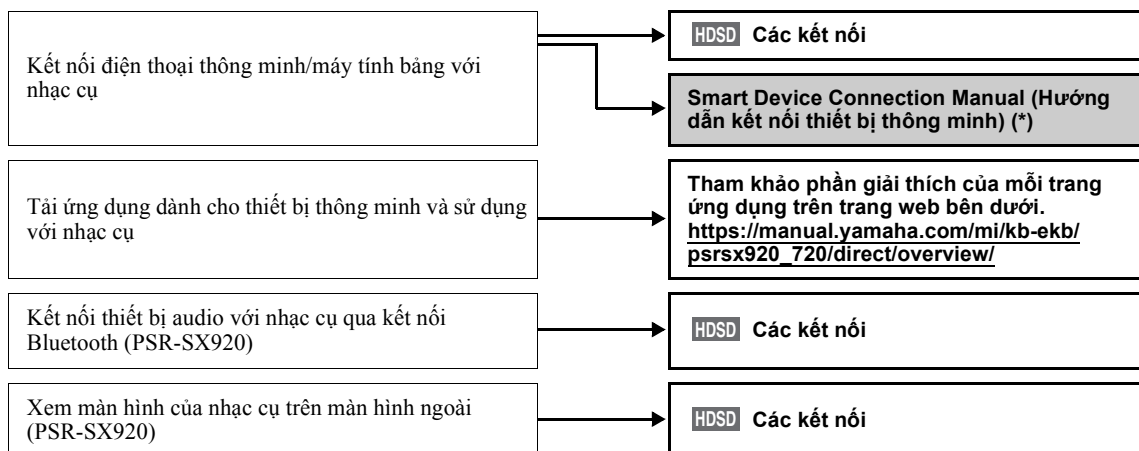 Kết nối điện thoại thông minh/máy tính bảng với
nhạc cụ
HDSD Các kết nối
Smart Device Connection Manual (Hướng
dẫn kết nối thiết bị thông minh) (*)
Tải ứng dụng dành cho thiết bị thông minh và sử dụng
với nhạc cụ
Tham khảo phần giải thích của mỗi trang
ứng dụng trên trang web bên dưới.
https://manual.yamaha.com/mi/kb-ekb/
psrsx920_720/direct/overview/
Kết nối thiết bị audio với nhạc cụ qua kết nối
Bluetooth (PSR-SX920)
HDSD Các kết nối
Xem màn hình của nhạc cụ trên màn hình ngoài
(PSR-SX920)
HDSD Các kết nối